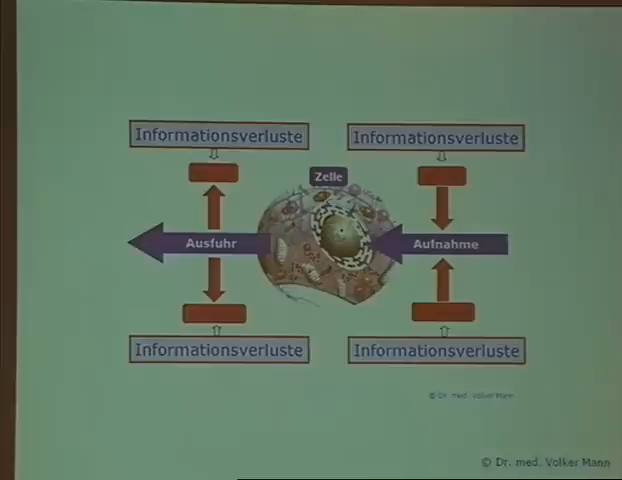 Informationsverluste
Informationsverluste
Zelle
Ausfuhr
Aufnahme
Informationsverluste
Informationsverluste
© Dr. med. Volker Mann
© Dr. med. Volker Mann